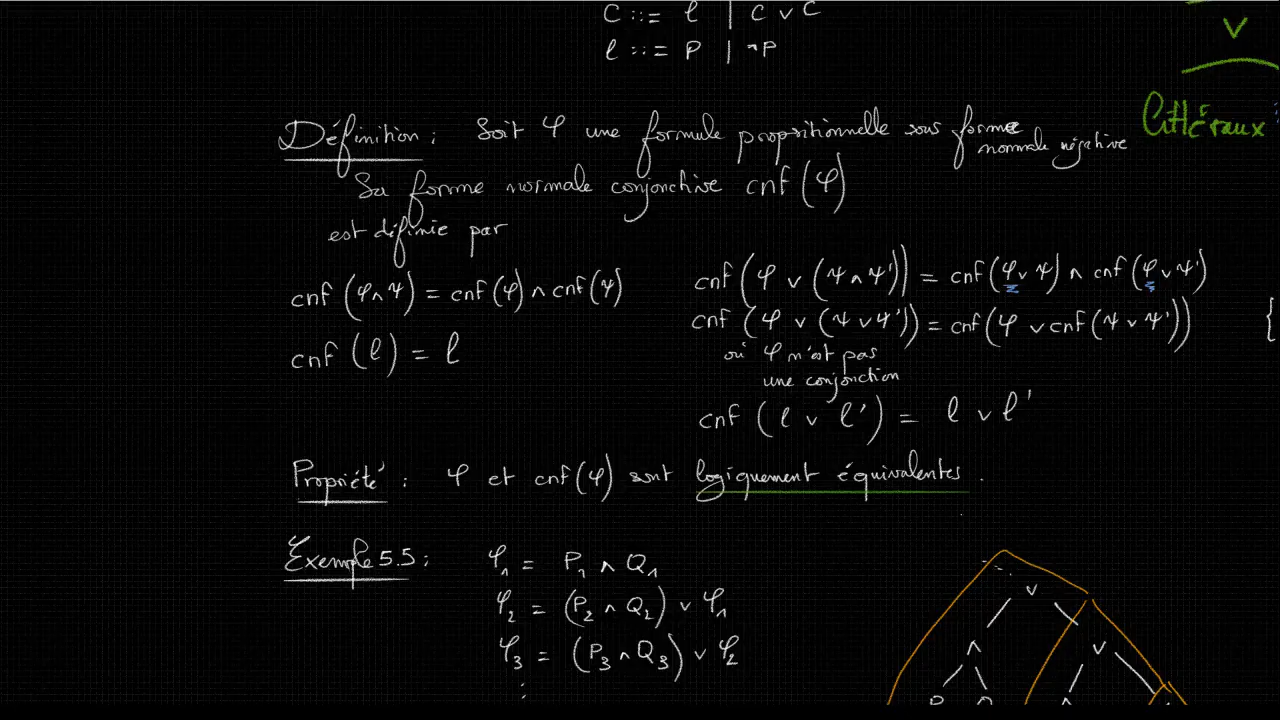 C ::= l | C ∨ C
l ::= P | ¬P
∨
Littéraux
Définition : Soit φ une formule propositionnelle sous forme normale négative
Sa forme normale conjonctive cnf(φ)
est définie par
cnf(φ∧ψ) = cnf(φ) ∧ cnf(ψ)
cnf(l) = l
cnf(φ ∨ (ψ ∧ ψ')) = cnf(φ ∨ ψ) ∧ cnf(φ ∨ ψ')
cnf(φ ∨ (ψ ∨ ψ')) = cnf(φ ∨ cnf(ψ ∨ ψ'))
où φ n'est pas
une conjonction
cnf(l ∨ l') = l ∨ l'
{
Propriété : φ et cnf(φ) sont logiquement équivalentes .
Exemple 5.5 : φ₁ = P₁ ∧ Q₁
φ₂ = (P₂ ∧ Q₂) ∨ φ₁
φ₃ = (P₃ ∧ Q₃) ∨ φ₂
⋮
∨
∧ ∨